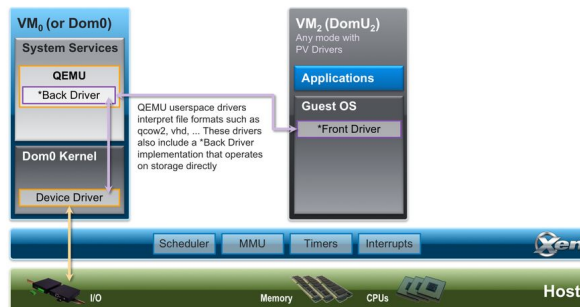 VM0 (or Dom0)
System Services
QEMU
*Back Driver
Dom0 Kernel
Device Driver
QEMU userspace drivers
interpret file formats such as
qcow2, vhd, ... These drivers
also include a *Back Driver
implementation that operates
on storage directly
VM2 (DomU2)
Any mode with
PV Drivers
Applications
Guest OS
*Front Driver
Scheduler
MMU
Timers
Interrupts
Xen
I/O
Memory
CPUs
Host